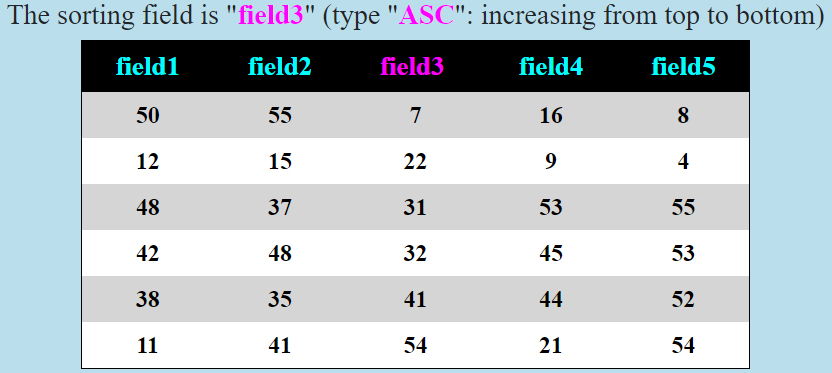 The sorting field is "field3" (type "ASC": increasing from top to bottom)
field1 field2 field3 field4 field5
50 55 7 16 8
12 15 22 9 4
48 37 31 53 55
42 48 32 45 53
38 35 41 44 52
11 41 54 21 54